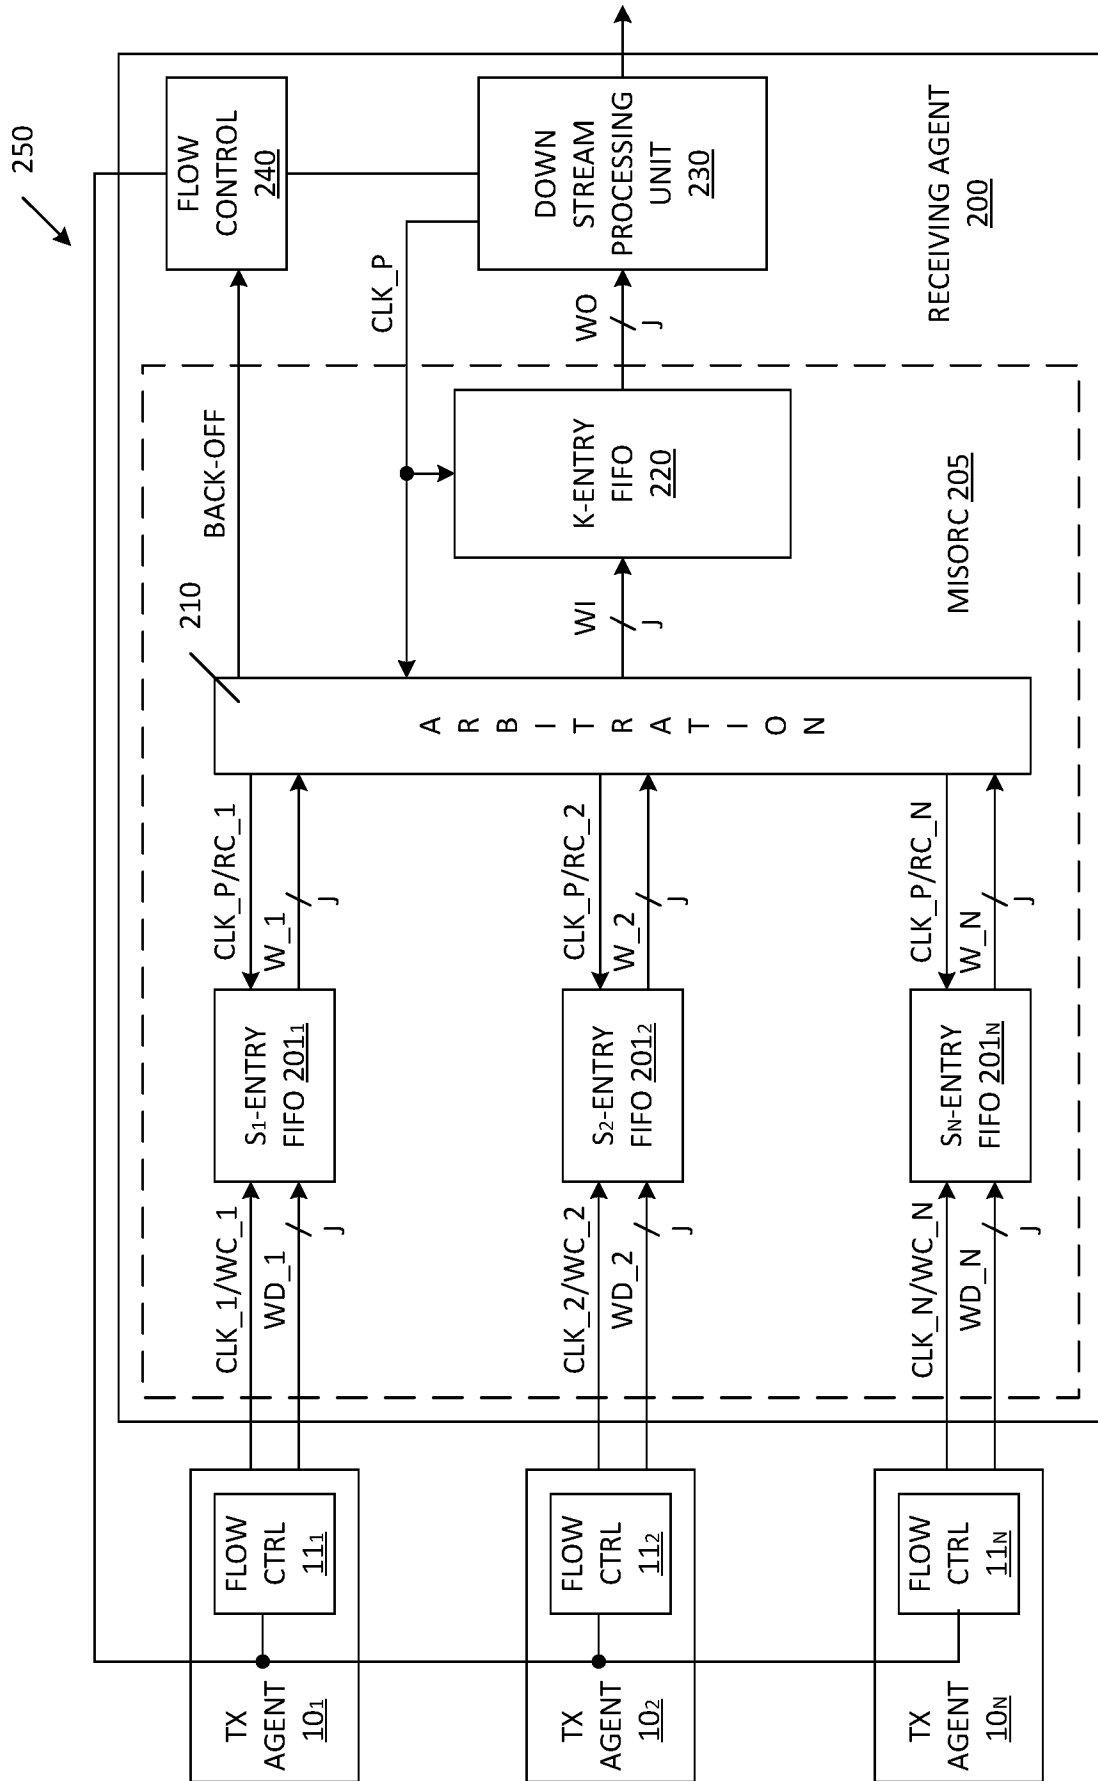 250
TX
AGENT
10₁
FLOW
CTRL
11₁
CLK_1/WC_1
WD_1
J
S₁-ENTRY
FIFO 201₁
CLK_P/RC_1
W_1
J
TX
AGENT
10₂
FLOW
CTRL
11₂
CLK_2/WC_2
WD_2
J
S₂-ENTRY
FIFO 201₂
CLK_P/RC_2
W_2
J
TX
AGENT
10N
FLOW
CTRL
11N
CLK_N/WC_N
WD_N
J
SN-ENTRY
FIFO 201N
CLK_P/RC_N
W_N
J
210
ARBITRATION
BACK-OFF
FLOW
CONTROL
240
CLK_P
WI
J
K-ENTRY
FIFO
220
WO
J
DOWN
STREAM
PROCESSING
UNIT
230
MISORC 205
RECEIVING AGENT
200